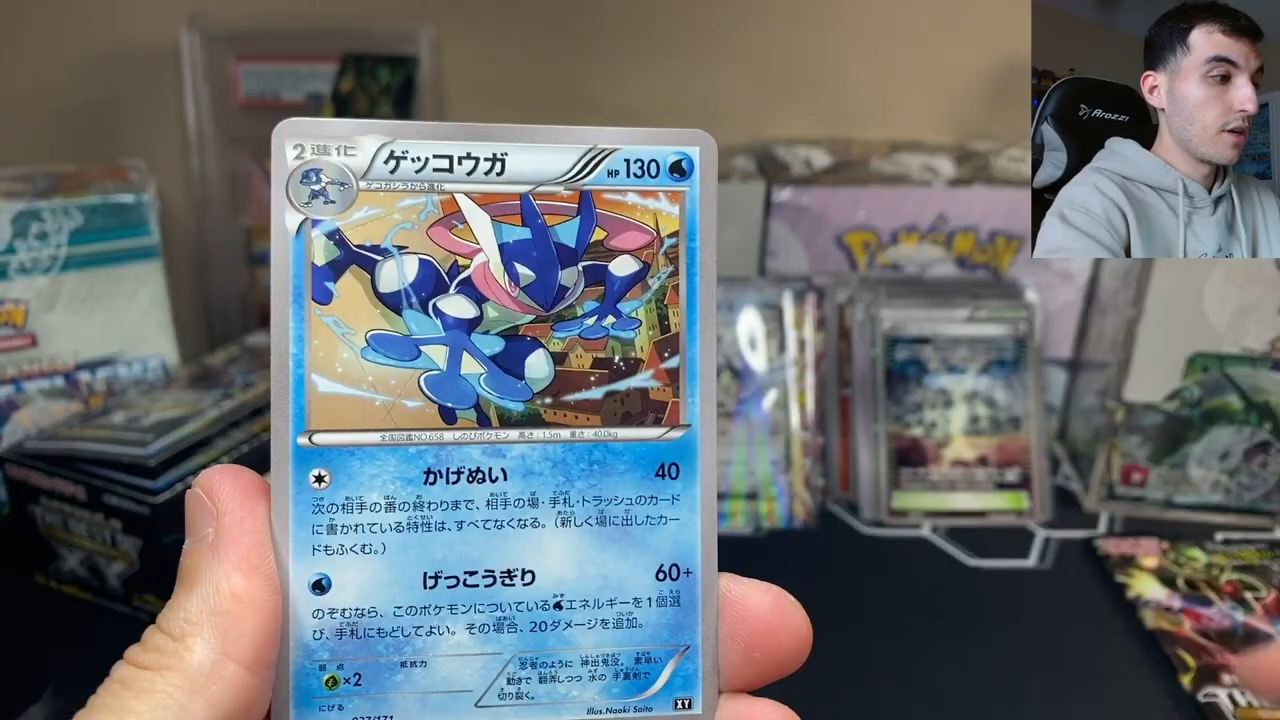 2進化
ゲッコウガ
HP 130
ゲコガシラから進化
全国図鑑NO.658 しのびポケモン 高さ:1.5m 重さ:40.0kg
かげぬい 40
次の相手の番の終わりまで、相手の場・手札・トラッシュのカード
に書かれている特性は、すべてなくなる。(新しく場に出したカー
ドもふくむ。)
げっこうぎり 60+
のぞむなら、このポケモンについているエネルギーを1個選
び、手札にもどしてよい。その場合、20ダメージを追加。
弱点 抵抗力
×2
にげる
忍者のように 神出鬼没。素早い
動きで 翻弄しつつ 水の 手裏剣で
切り裂く。
027/171
Illus.Naoki Saito
XY
Pokémon
Arozzi
XY